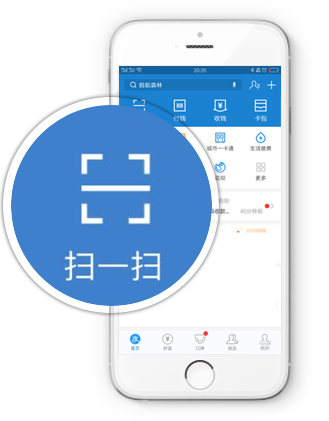 20:35
蚂蚁森林
付钱
收钱
卡包
城市一卡通
生活缴费
更多
40分钟前
扫一扫
首页
财富
口碑
朋友
我的